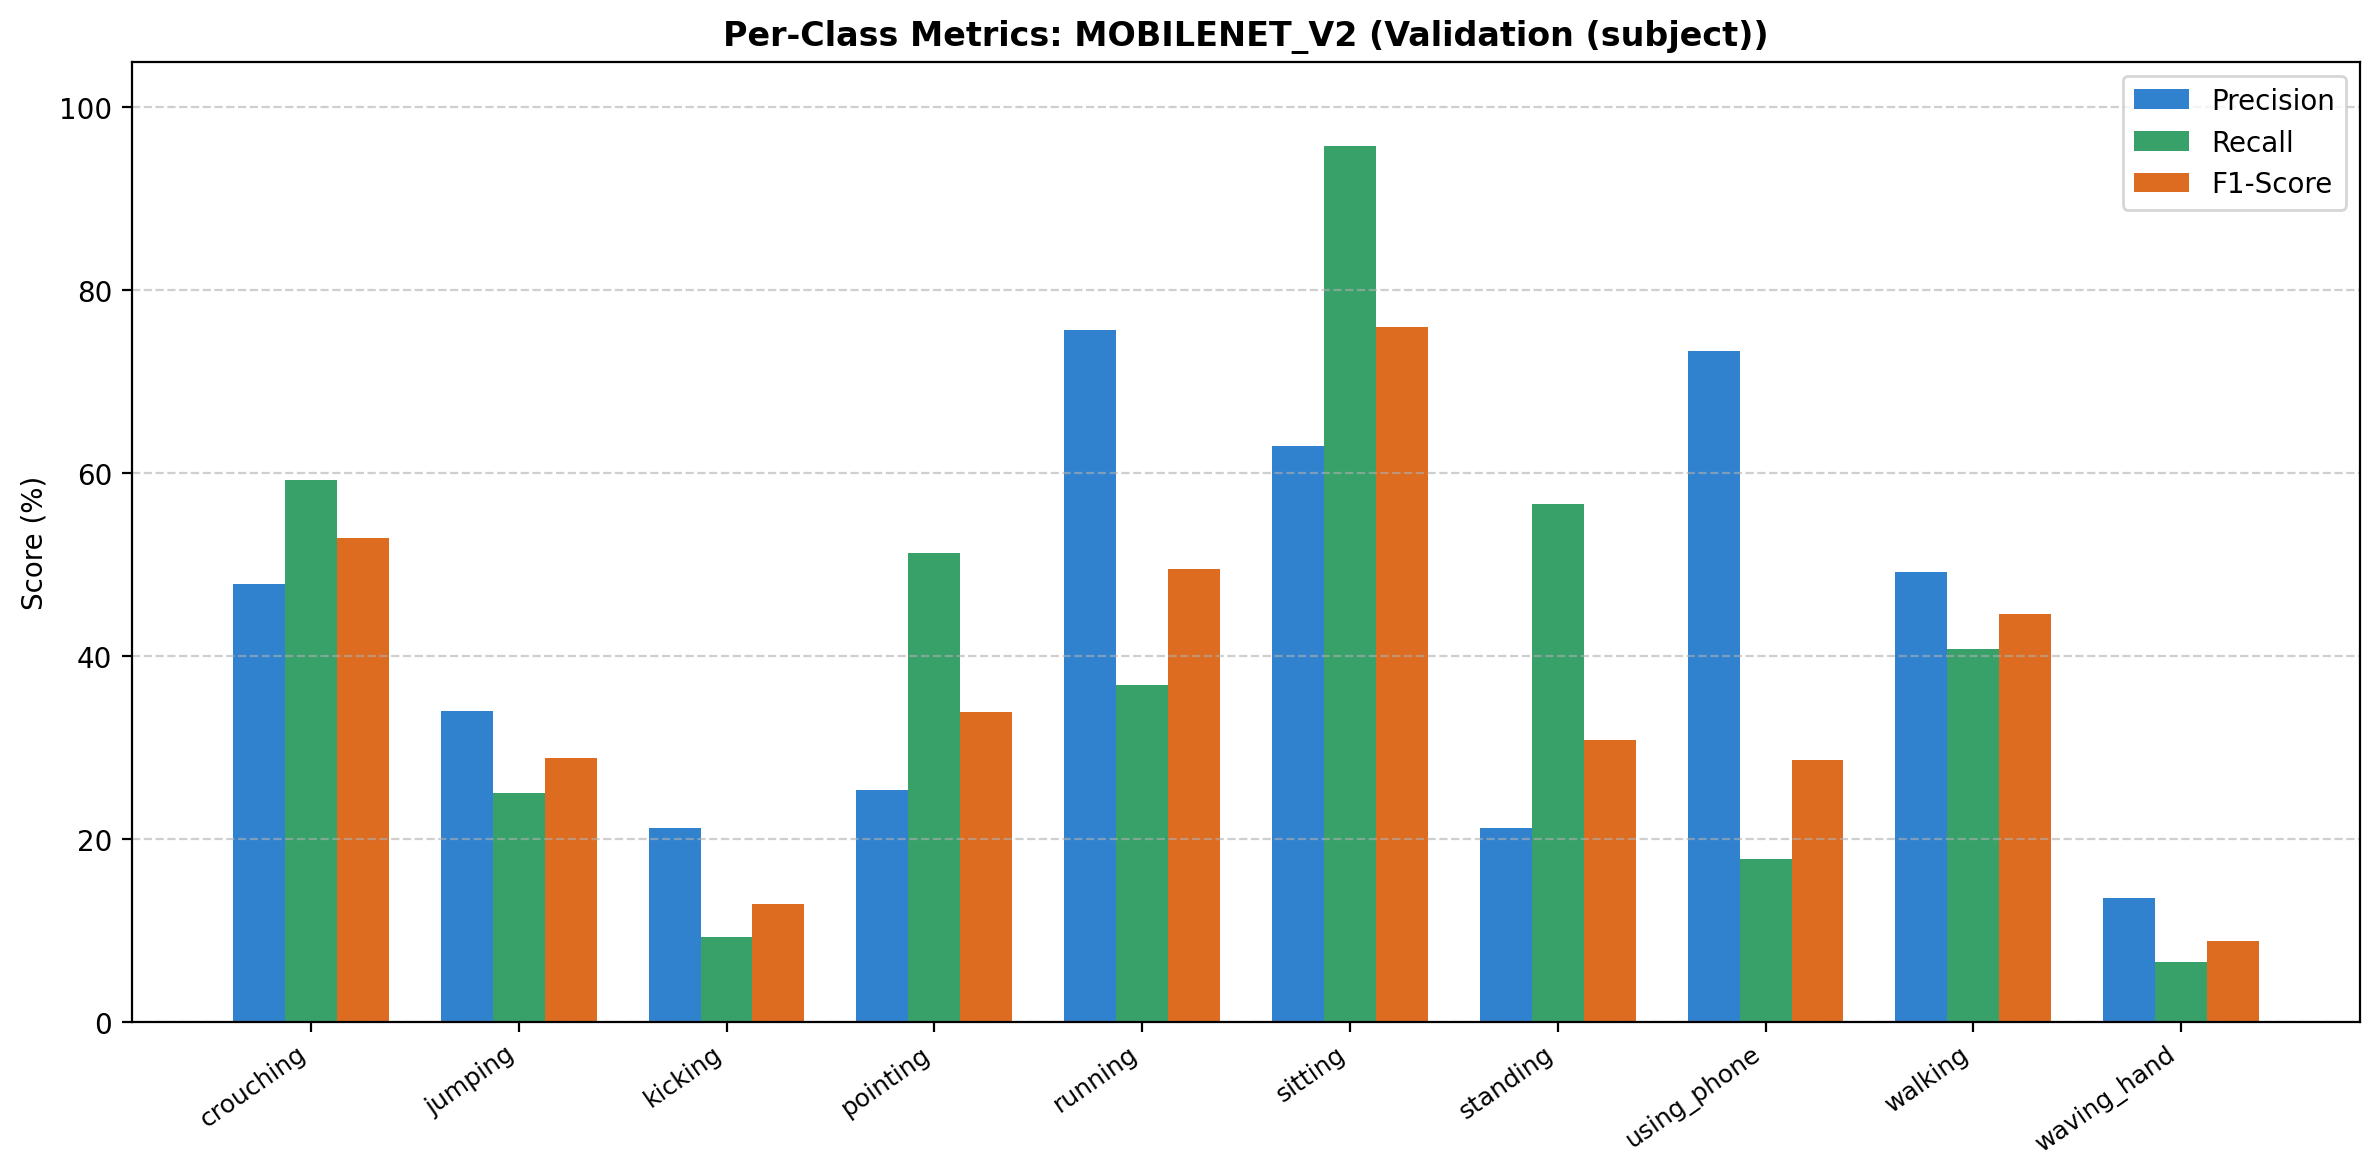 Per-Class Metrics: MOBILENET_V2 (Validation (subject))
Precision
Recall
F1-Score
Score (%)
100
80
60
40
20
0
crouching
jumping
kicking
pointing
running
sitting
standing
using_phone
walking
waving_hand